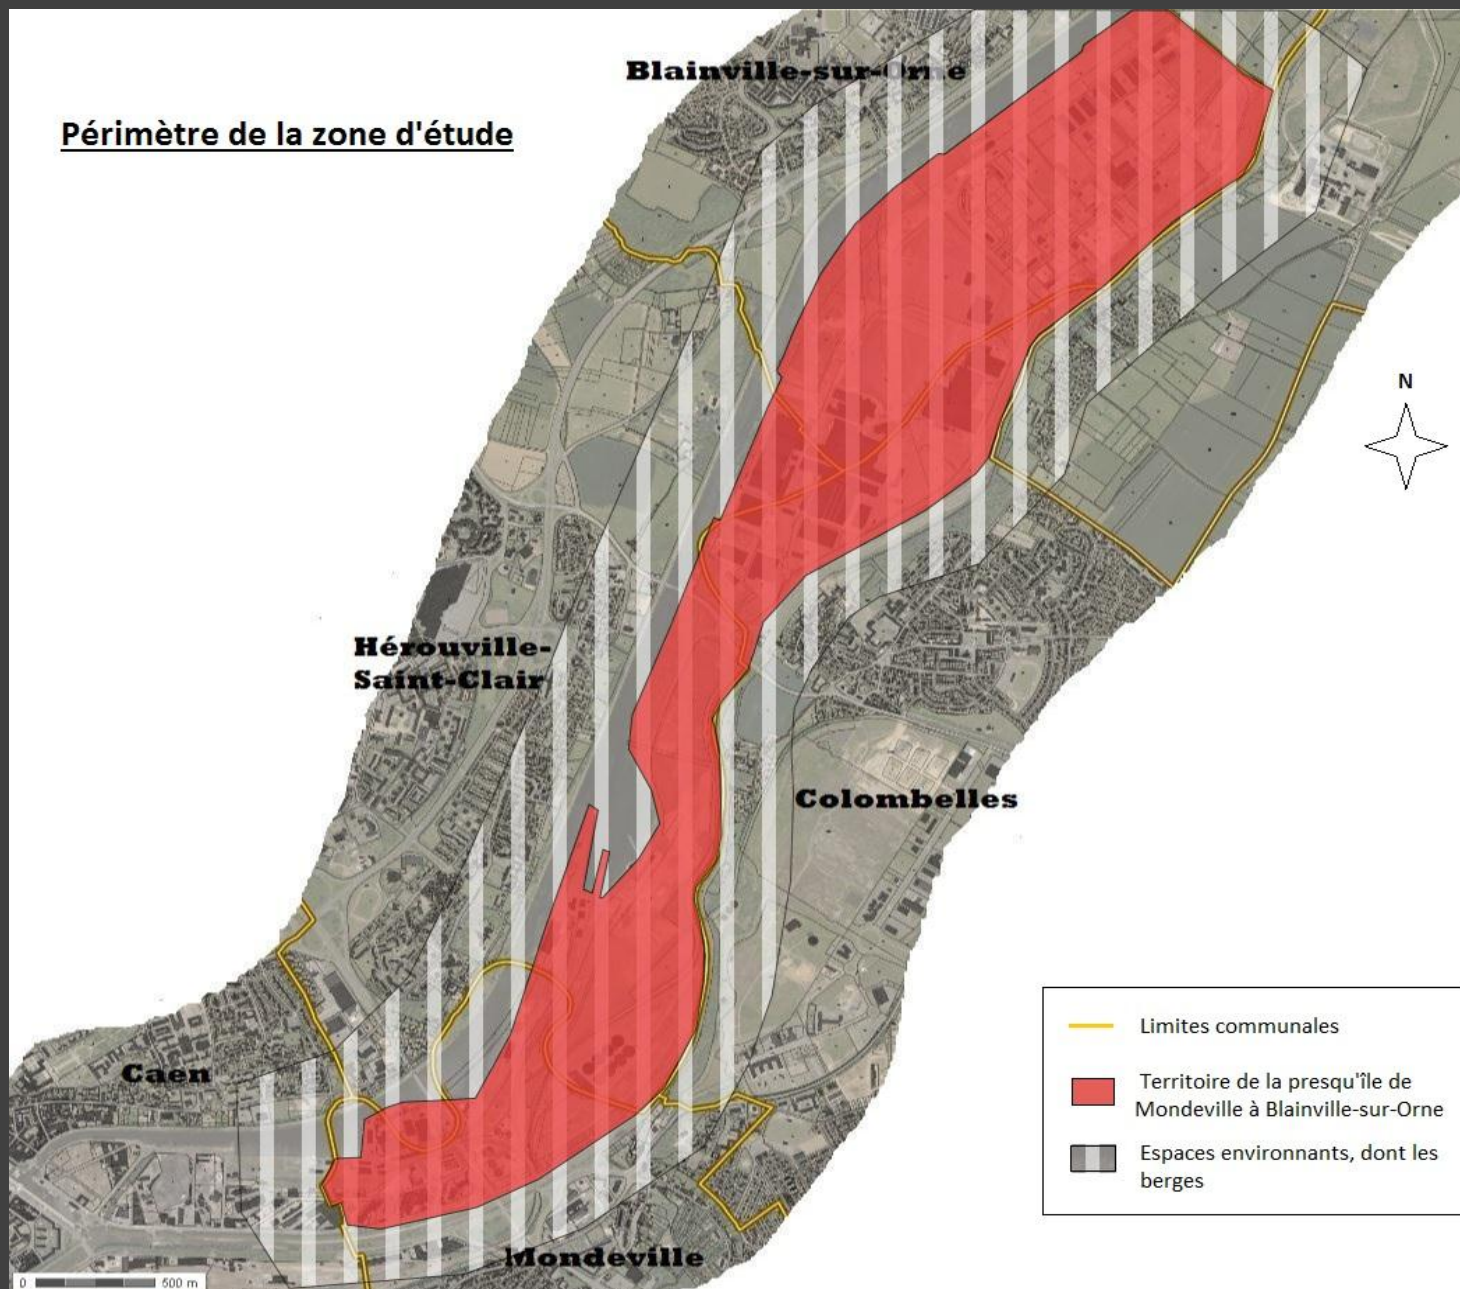 Blainville-sur-Orne
Périmètre de la zone d'étude
N
Hérouville-
Saint-Clair
Colombelles
Limites communales
Caen
Territoire de la presqu'île de
Mondeville à Blainville-sur-Orne
Espaces environnants, dont les
berges
Mondeville
0 500 m